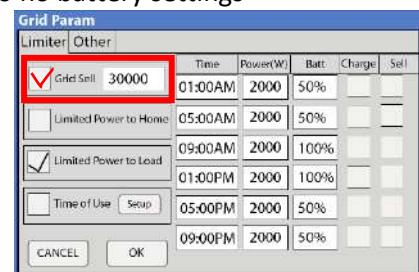 no battery settings
Grid Param
Limiter Other
Time Power(W) Batt Charge Sell
Grid Sell 30000
01:00AM 2000 50%
Limited Power to Home
05:00AM 2000 50%
09:00AM 2000 100%
Limited Power to Load
01:00PM 2000 100%
Time of Use Setup
05:00PM 2000 50%
09:00PM 2000 50%
CANCEL OK